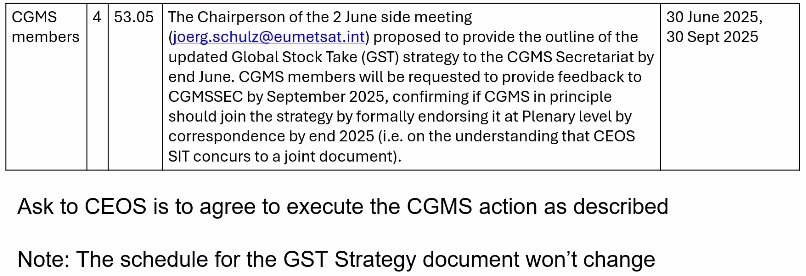 CGMS members 4 53.05 The Chairperson of the 2 June side meeting 30 June 2025,
(joerg.schulz@eumetsat.int) proposed to provide the outline of the 30 Sept 2025
updated Global Stock Take (GST) strategy to the CGMS Secretariat by
end June. CGMS members will be requested to provide feedback to
CGMSSEC by September 2025, confirming if CGMS in principle
should join the strategy by formally endorsing it at Plenary level by
correspondence by end 2025 (i.e. on the understanding that CEOS
SIT concurs to a joint document).
Ask to CEOS is to agree to execute the CGMS action as described
Note: The schedule for the GST Strategy document won't change